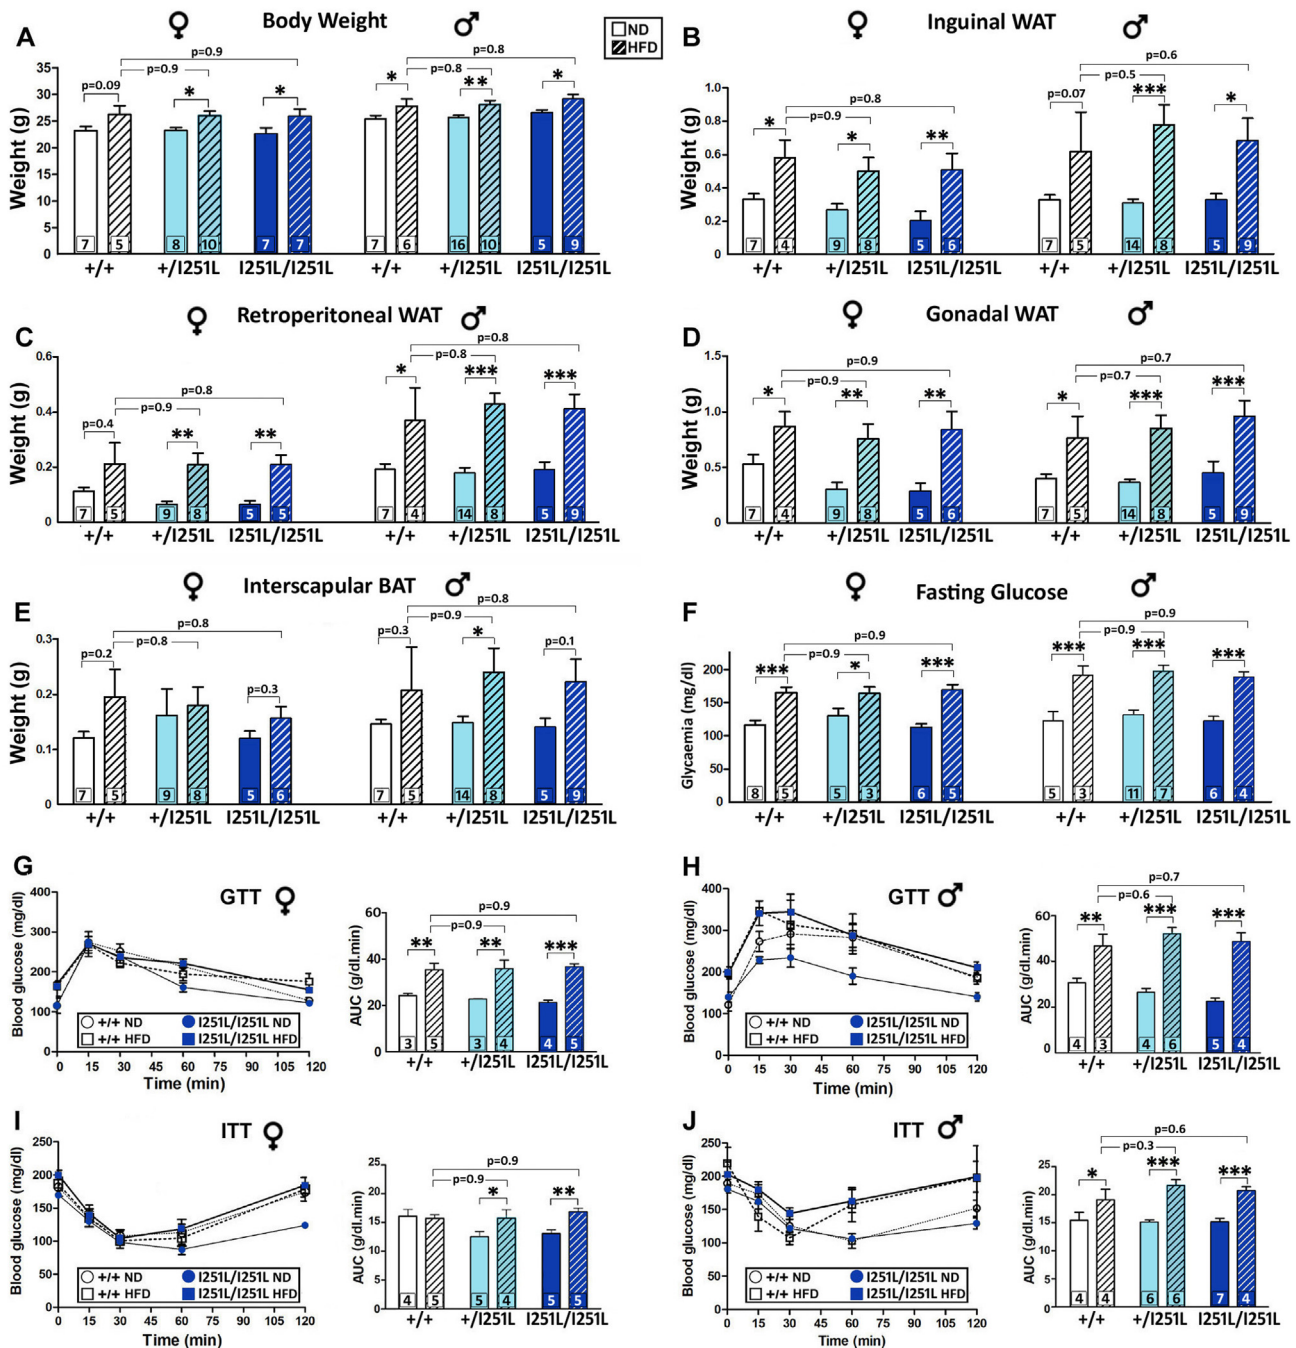 A ♀ Body Weight ♂
ND
HFD
Weight (g)
35
30
25
20
15
10
5
0
p=0.09
p=0.9
p=0.9
*
*
*
p=0.8
p=0.8
**
*
7 5 8 10 7 7 7 6 16 10 5 9
+/+ +/I251L I251L/I251L +/+ +/I251L I251L/I251L
B ♀ Inguinal WAT ♂
Weight (g)
1.0
0.8
0.6
0.4
0.2
0
*
p=0.9
p=0.8
*
**
p=0.07
p=0.5
p=0.6
***
*
7 4 9 8 5 6 7 5 14 8 5 9
+/+ +/I251L I251L/I251L +/+ +/I251L I251L/I251L
C ♀ Retroperitoneal WAT ♂
Weight (g)
0.6
0.4
0.2
0
p=0.4
p=0.9
p=0.8
**
**
*
p=0.8
p=0.8
***
***
7 5 9 8 5 5 7 4 14 8 5 9
+/+ +/I251L I251L/I251L +/+ +/I251L I251L/I251L
D ♀ Gonadal WAT ♂
Weight (g)
1.5
1.0
0.5
0
*
p=0.9
p=0.9
**
**
*
p=0.7
p=0.7
***
***
7 4 9 8 5 6 7 5 14 8 5 9
+/+ +/I251L I251L/I251L +/+ +/I251L I251L/I251L
E ♀ Interscapular BAT ♂
Weight (g)
0.3
0.2
0.1
0
p=0.2
p=0.8
p=0.8
p=0.3
p=0.3
p=0.9
p=0.8
*
p=0.1
7 5 9 8 5 6 7 5 14 8 5 9
+/+ +/I251L I251L/I251L +/+ +/I251L I251L/I251L
F ♀ Fasting Glucose ♂
Glycaemia (mg/dl)
200
150
100
50
0
***
p=0.9
p=0.9
*
***
***
p=0.9
p=0.9
***
***
8 5 5 3 6 5 5 3 11 7 6 4
+/+ +/I251L I251L/I251L +/+ +/I251L I251L/I251L
G GTT ♀
Blood glucose (mg/dl)
400
300
200
100
0
+/+ ND I251L/I251L ND
+/+ HFD I251L/I251L HFD
0 15 30 45 60 75 90 105 120
Time (min)
AUC (g/dl.min)
60
40
20
0
**
p=0.9
p=0.9
**
***
3 5 3 4 4 5
+/+ +/I251L I251L/I251L
H GTT ♂
Blood glucose (mg/dl)
400
300
200
100
0
+/+ ND I251L/I251L ND
+/+ HFD I251L/I251L HFD
0 15 30 45 60 75 90 105 120
Time (min)
AUC (g/dl.min)
60
40
20
0
**
p=0.6
p=0.7
***
***
4 3 4 6 5 4
+/+ +/I251L I251L/I251L
I ITT ♀
Blood glucose (mg/dl)
250
200
150
100
50
0
+/+ ND I251L/I251L ND
+/+ HFD I251L/I251L HFD
0 15 30 45 60 75 90 105 120
Time (min)
AUC (g/dl.min)
25
20
15
10
5
0
p=0.9
p=0.9
*
**
4 5 5 4 5 5
+/+ +/I251L I251L/I251L
J ITT ♂
Blood glucose (mg/dl)
250
200
150
100
50
0
+/+ ND I251L/I251L ND
+/+ HFD I251L/I251L HFD
0 15 30 45 60 75 90 105 120
Time (min)
AUC (g/dl.min)
25
20
15
10
5
0
*
p=0.3
p=0.6
***
***
4 4 6 6 7 4
+/+ +/I251L I251L/I251L